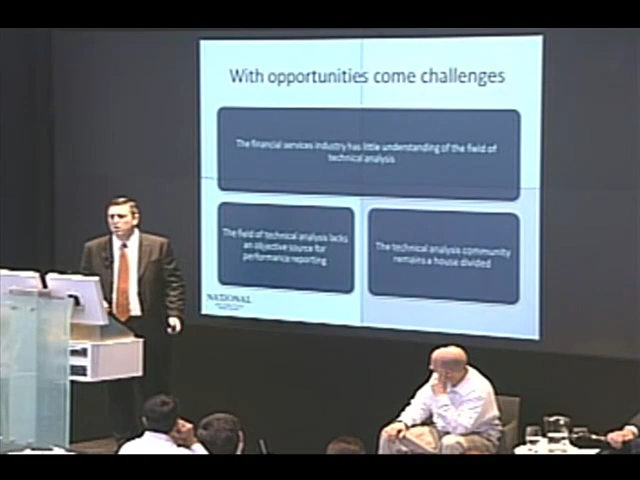 With opportunities come challenges
The financial services industry has little understanding of the field of
technical analysis
The field of technical analysis lacks
an objective source for
performance reporting
The technical analysis community
remains a house divided
NATIONAL